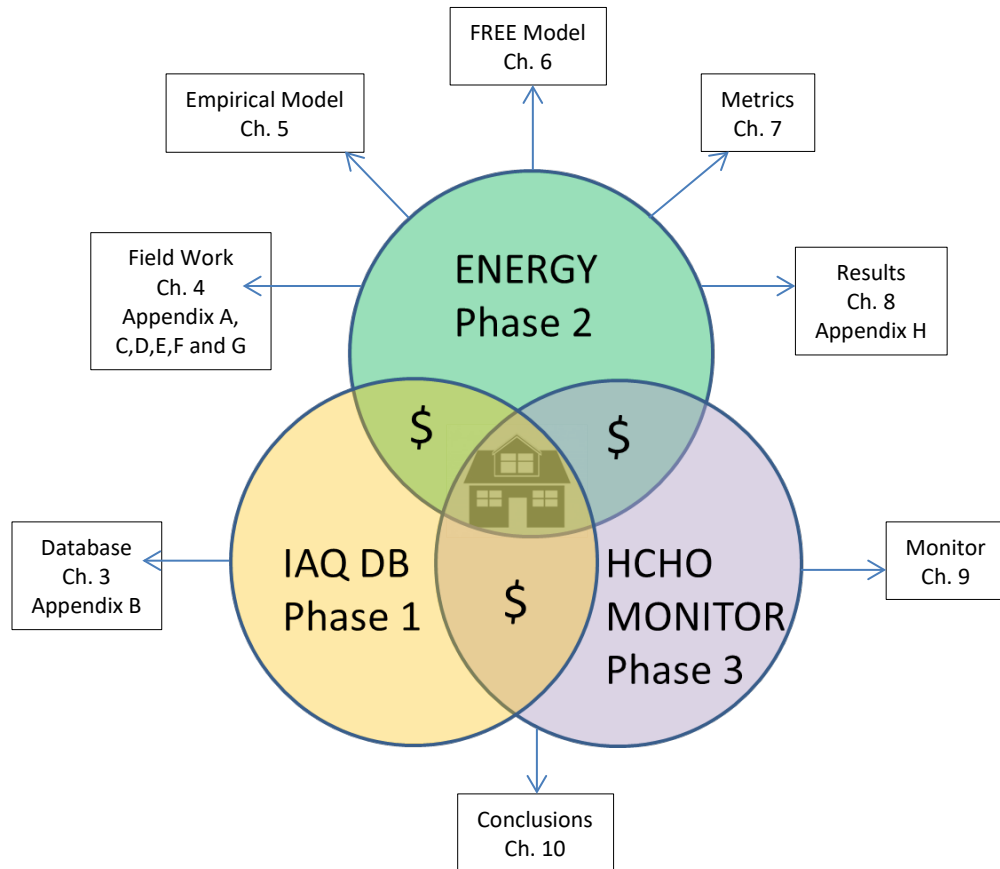 FREE Model
Ch. 6
Empirical Model
Ch. 5
Metrics
Ch. 7
Field Work
Ch. 4
Appendix A,
C,D,E,F and G
ENERGY
Phase 2
Results
Ch. 8
Appendix H
$
$
Database
Ch. 3
Appendix B
IAQ DB
Phase 1
$
HCHO
MONITOR
Phase 3
Monitor
Ch. 9
Conclusions
Ch. 10